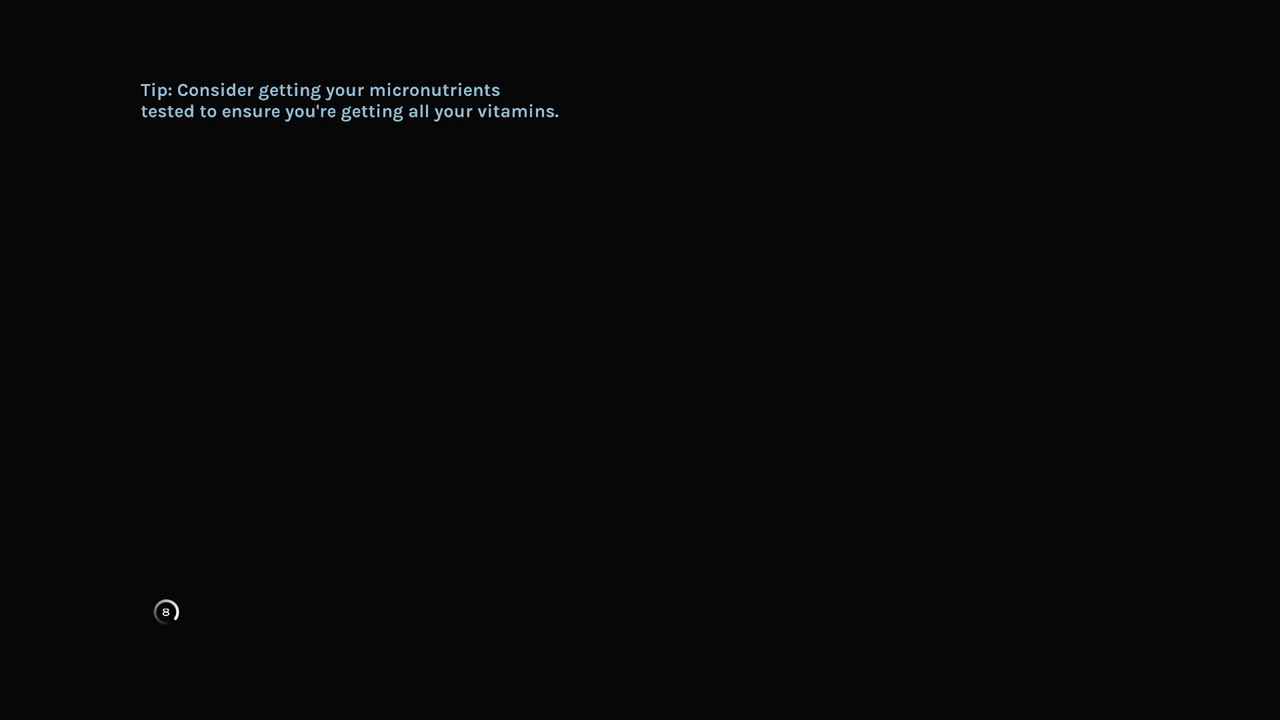 Tip: Consider getting your micronutrients
tested to ensure you're getting all your vitamins.
8